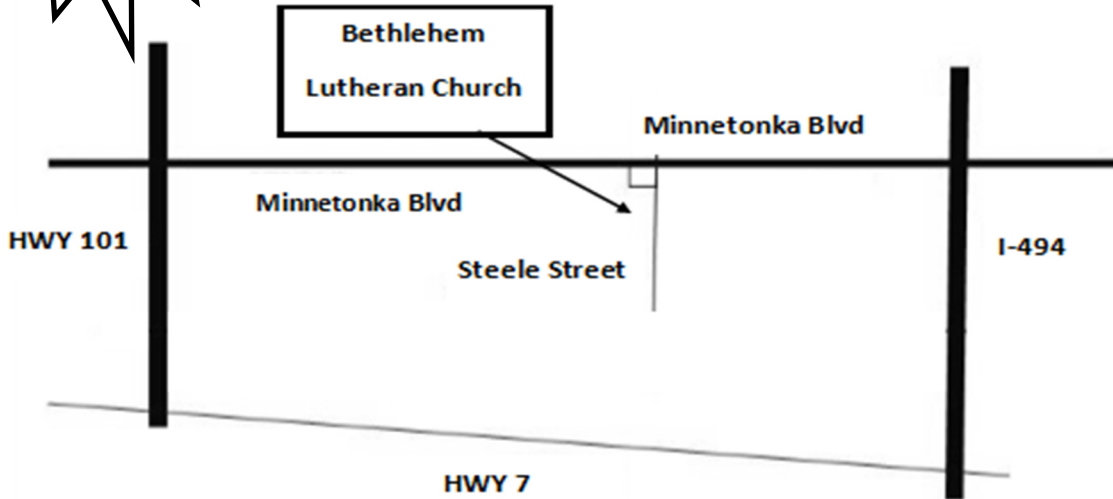 Bethlehem
Lutheran Church
Minnetonka Blvd
Minnetonka Blvd
HWY 101
I-494
Steele Street
HWY 7